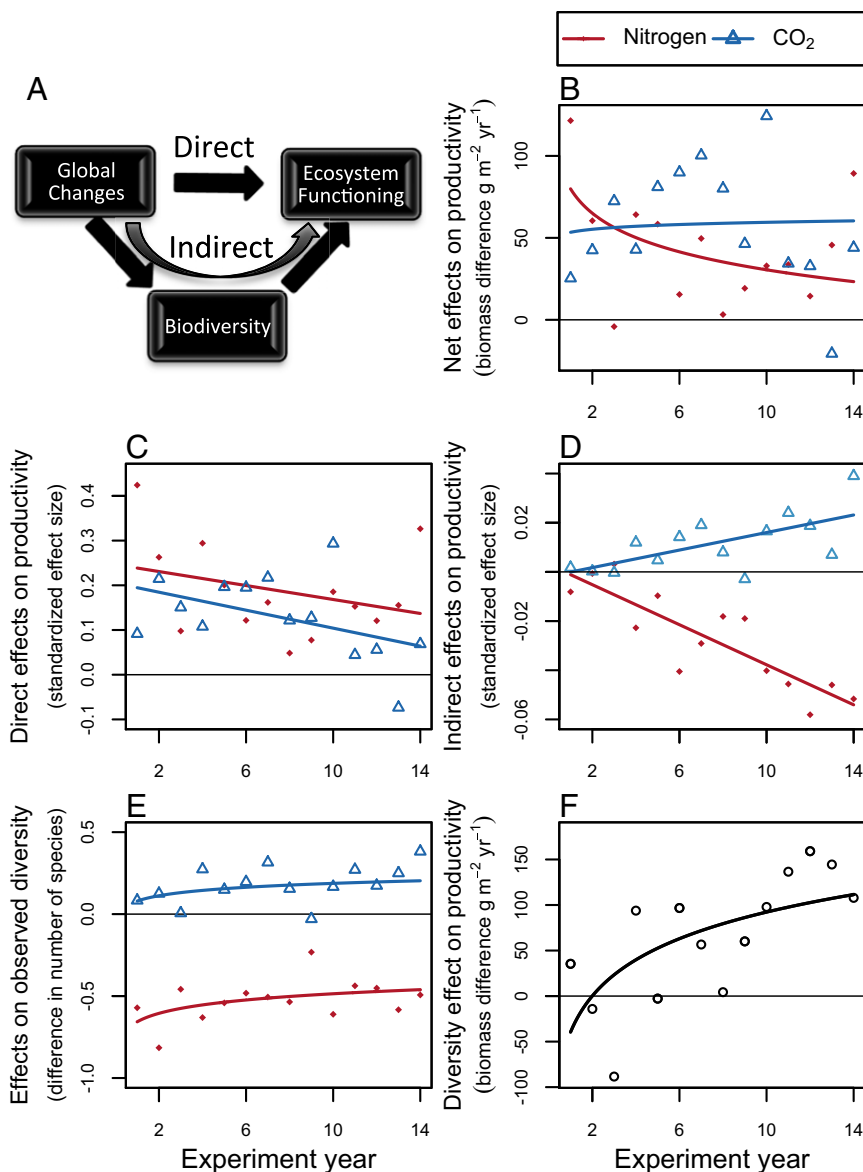 Nitrogen
CO₂
A
Global
Changes
Direct
Ecosystem
Functioning
Indirect
Biodiversity
B
Net effects on productivity
(biomass difference g m⁻² yr⁻¹)
0
50
100
2
6
10
14
C
Direct effects on productivity
(standardized effect size)
-0.1
0.0
0.1
0.2
0.3
0.4
2
6
10
14
D
Indirect effects on productivity
(standardized effect size)
-0.06
-0.02
0.02
2
6
10
14
E
Effects on observed diversity
(difference in number of species)
-1.0
-0.5
0.0
0.5
2
6
10
14
Experiment year
F
Diversity effect on productivity
(biomass difference g m⁻² yr⁻¹)
-100
-50
0
50
100
150
2
6
10
14
Experiment year